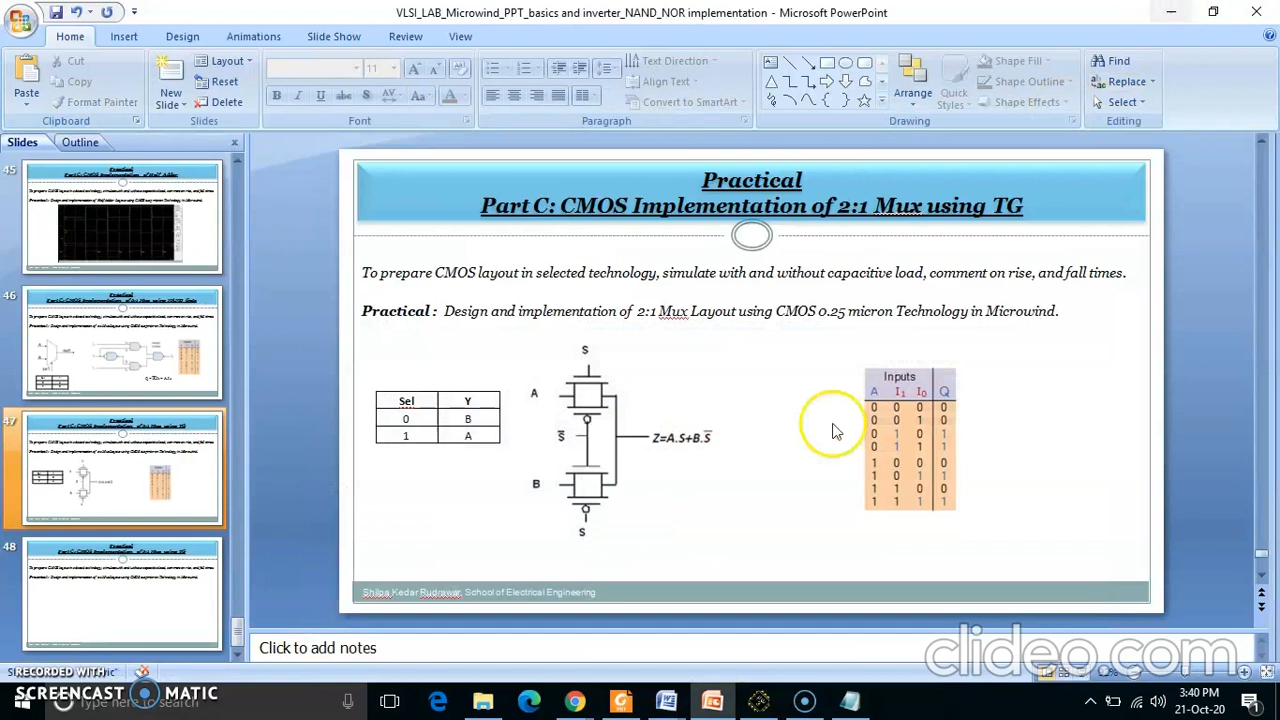 VLSI_LAB_Microwind_PPT_basics and inverter_NAND_NOR implementation - Microsoft PowerPoint
Home Insert Design Animations Slide Show Review View
Paste
Cut
Copy
Format Painter
Clipboard
New Slide
Layout
Reset
Delete
Slides
11
Font
Text Direction
Align Text
Convert to SmartArt
Paragraph
Arrange
Quick Styles
Shape Fill
Shape Outline
Shape Effects
Drawing
Find
Replace
Select
Editing
Slides Outline
45
46
47
48
Practical
Part C: CMOS Implementation of 2:1 Mux using TG
To prepare CMOS layout in selected technology, simulate with and without capacitive load, comment on rise, and fall times.
Practical : Design and implementation of 2:1 Mux Layout using CMOS 0.25 micron Technology in Microwind.
Sel Y
0 B
1 A
S
A
S̅
B
S
Z=A.S+B.S̅
Inputs
A I1 I0 Q
0 0 0 0
0 0 1 0
0 1 0 1
0 1 1 1
1 0 0 0
1 0 1 1
1 1 0 0
1 1 1 1
Shilpa Kedar Rudrawar, School of Electrical Engineering
Click to add notes
clideo.com
RECORDED WITH
SCREENCAST MATIC
Type here to search
3:40 PM
21-Oct-20